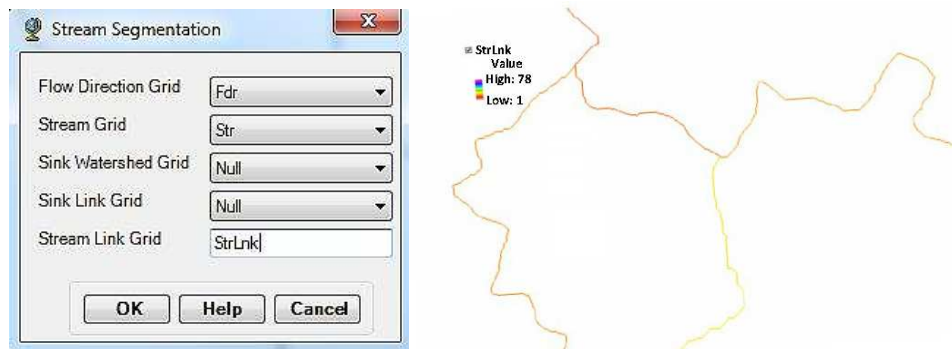 Stream Segmentation
X
Flow Direction Grid Fdr
Stream Grid Str
Sink Watershed Grid Null
Sink Link Grid Null
Stream Link Grid StrLnk
OK Help Cancel
StrLnk
Value
High: 78
Low: 1